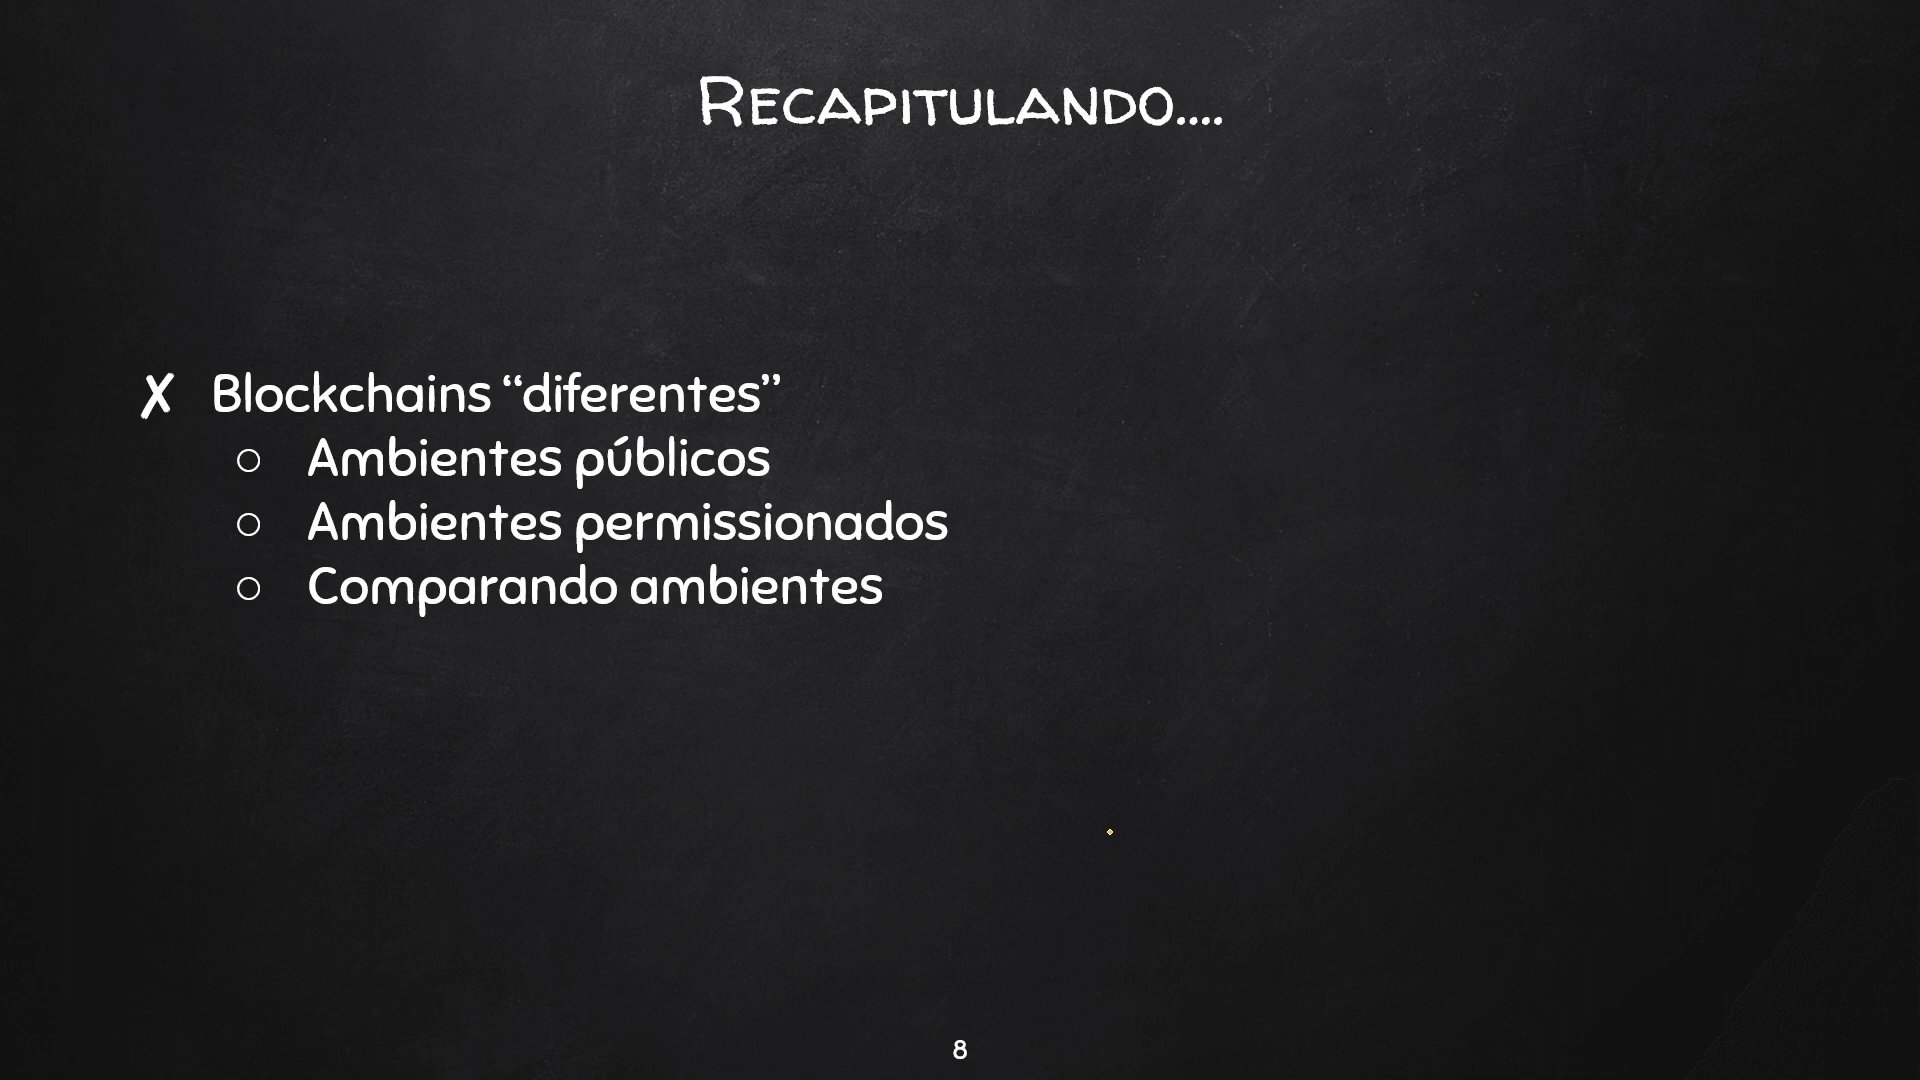 Recapitulando....
✗ Blockchains “diferentes”
○ Ambientes públicos
○ Ambientes permissionados
○ Comparando ambientes
8